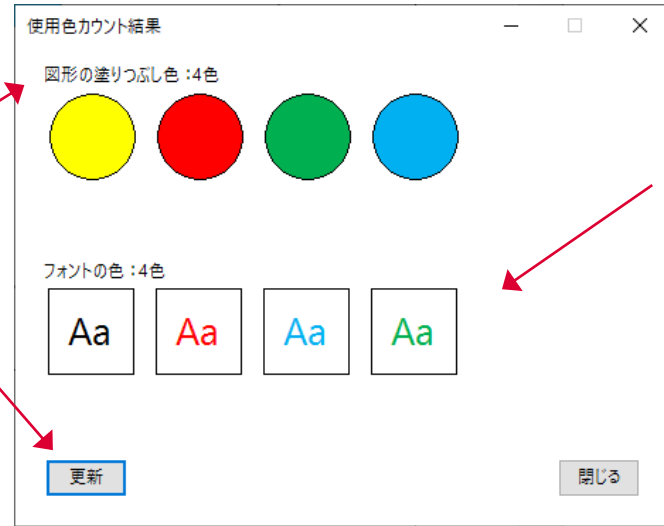 使用色カウント結果
図形の塗りつぶし色：4色
フォントの色：4色
Aa Aa Aa Aa
更新 閉じる